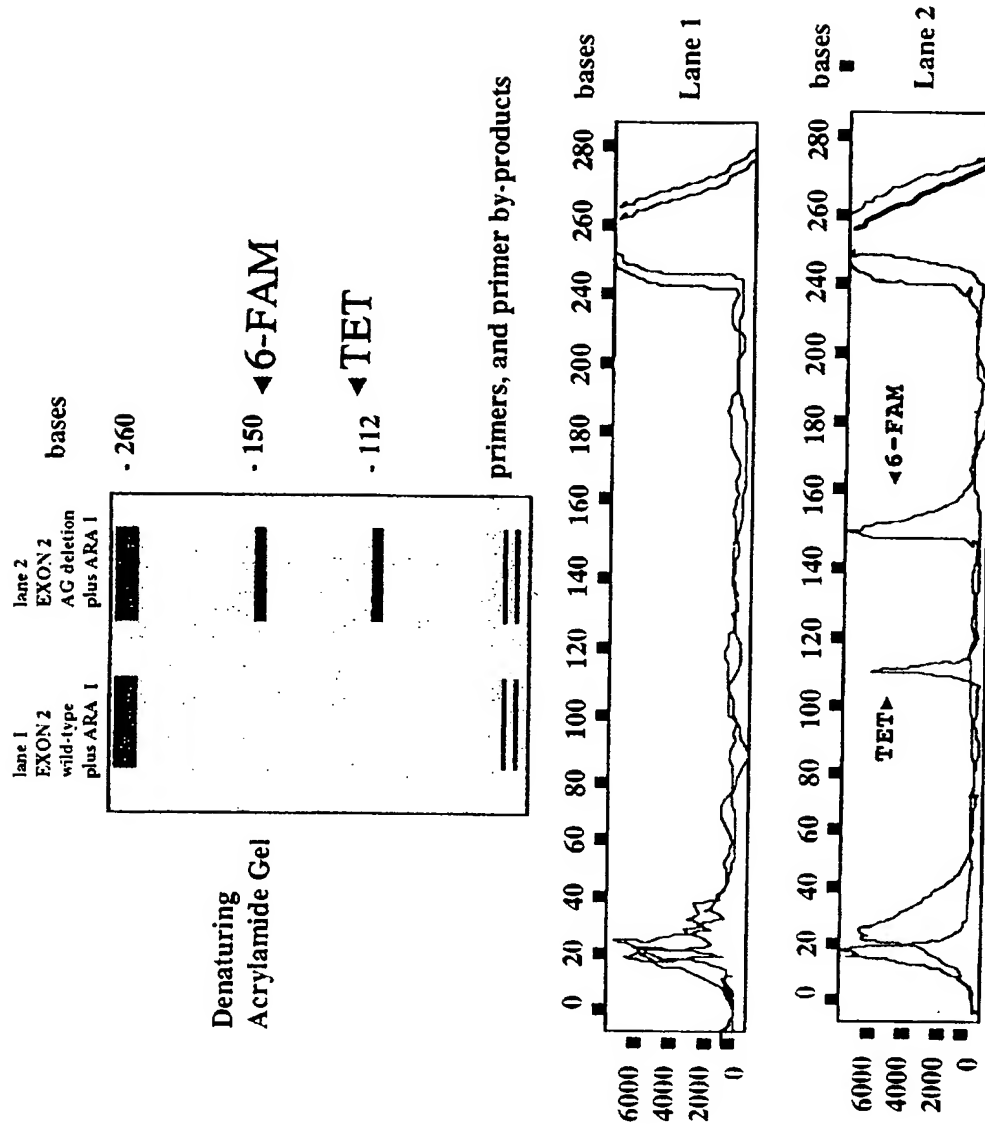 lane 1
EXON 2
wild-type
plus ARA I
lane 2
EXON 2
AG deletion
plus ARA I
bases
- 260
- 150 ◄6-FAM
- 112 ◄TET
Denaturing
Acrylamide Gel
primers, and primer by-products
0 20 40 60 80 100 120 140 160 180 200 220 240 260 280 bases
6000
4000
2000
0
Lane 1
0 20 40 60 80 100 120 140 160 180 200 220 240 260 280 bases
6000
4000
2000
0
TET►
◄6-FAM
Lane 2